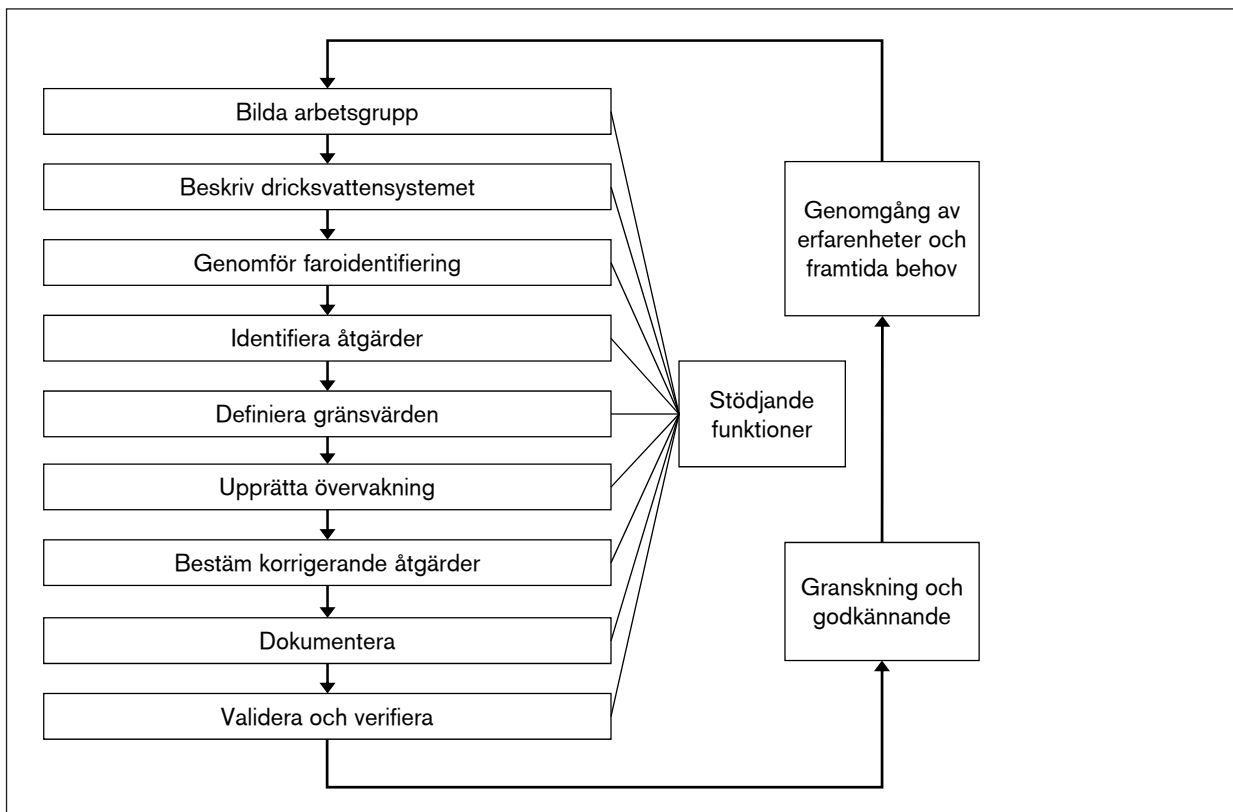 Bilda arbetsgrupp
Beskriv dricksvattensystemet
Genomför faroidentifiering
Identifiera åtgärder
Definiera gränsvärden
Upprätta övervakning
Bestäm korrigerande åtgärder
Dokumentera
Validera och verifiera
Stödjande
funktioner
Genomgång av
erfarenheter och
framtida behov
Granskning och
godkännande